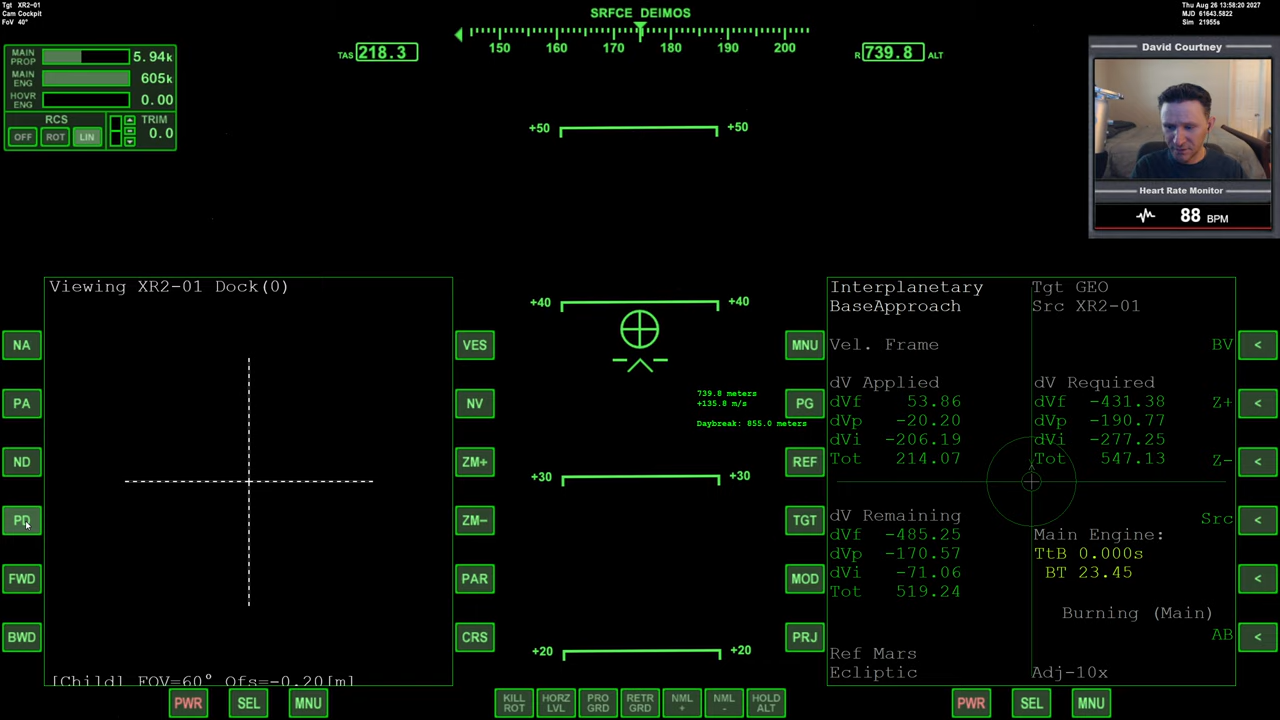 Tgt XR2-01
Cam Cockpit
FoV 40°
SRFCE DEIMOS
Thu Aug 26 13:58:20 2027
MJD 61643.5822
Sim 21955s
MAIN PROP 5.94k
MAIN ENG 605k
HOVR ENG 0.00
RCS TRIM
OFF ROT LIN 0.0
TAS 218.3
150 160 170 180 190 200
R 739.8 ALT
David Courtney
Heart Rate Monitor
88 BPM
+50 +50
+40 +40
+30 +30
+20 +20
739.8 meters
+135.8 m/s
Daybreak: 855.0 meters
Viewing XR2-01 Dock(0)
NA
PA
ND
PD
FWD
BWD
VES
NV
ZM+
ZM-
PAR
CRS
[Child] FOV=60° Ofs=-0.20[m]
PWR SEL MNU
KILL ROT
HORZ LVL
PRO GRD
RETR GRD
NML +
NML -
HOLD ALT
MNU
PG
REF
TGT
MOD
PRJ
Interplanetary Tgt GEO
BaseApproach Src XR2-01
Vel. Frame BV
dV Applied dV Required
dVf 53.86 dVf -431.38 Z+
dVp -20.20 dVp -190.77
dVi -206.19 dVi -277.25
Tot 214.07 Tot 547.13 Z-
dV Remaining Src
dVf -485.25 Main Engine:
dVp -170.57 TtB 0.000s
dVi -71.06 BT 23.45
Tot 519.24
Burning (Main)
AB
Ref Mars
Ecliptic Adj-10x
<
<
<
<
<
<
PWR SEL MNU